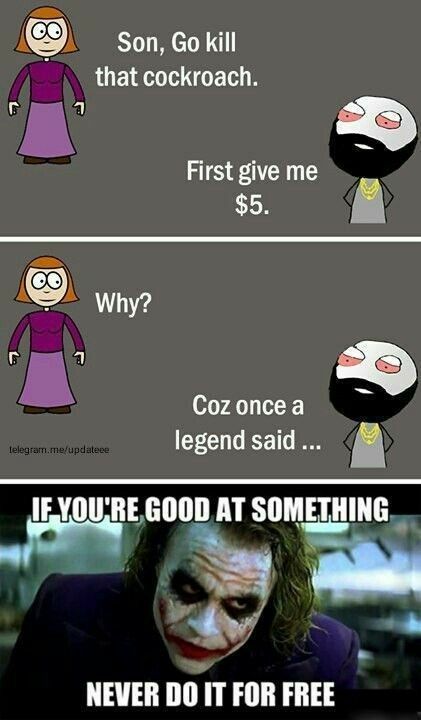 Son, Go kill
that cockroach.
First give me
$5.
Why?
Coz once a
legend said ...
telegram.me/updateee
IF YOU'RE GOOD AT SOMETHING
NEVER DO IT FOR FREE